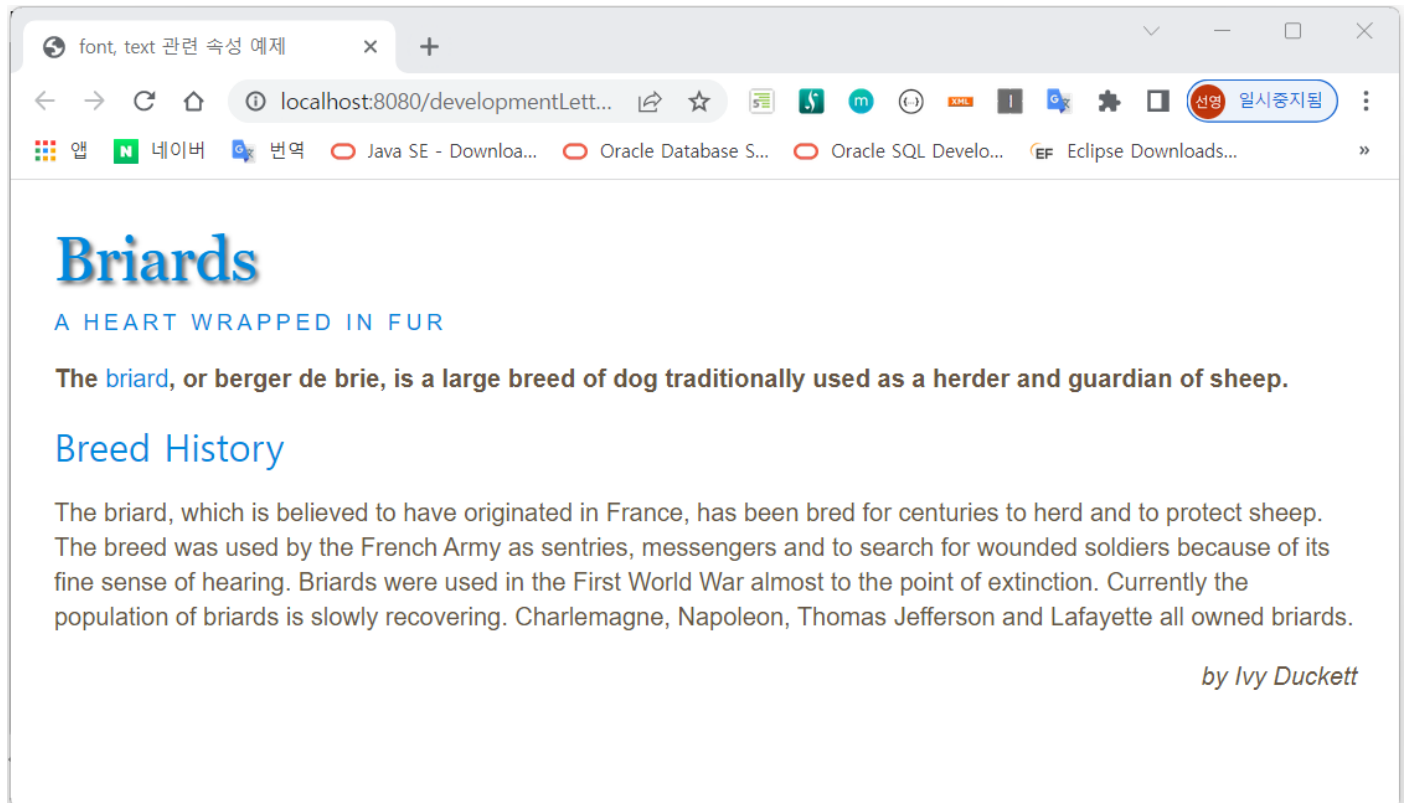 font, text 관련 속성 예제
localhost:8080/developmentLett...
선영 일시중지됨
앱 네이버 번역 Java SE - Downloa... Oracle Database S... Oracle SQL Develo... EF Eclipse Downloads... »
Briards
A HEART WRAPPED IN FUR
The briard, or berger de brie, is a large breed of dog traditionally used as a herder and guardian of sheep.
Breed History
The briard, which is believed to have originated in France, has been bred for centuries to herd and to protect sheep.
The breed was used by the French Army as sentries, messengers and to search for wounded soldiers because of its
fine sense of hearing. Briards were used in the First World War almost to the point of extinction. Currently the
population of briards is slowly recovering. Charlemagne, Napoleon, Thomas Jefferson and Lafayette all owned briards.
by Ivy Duckett